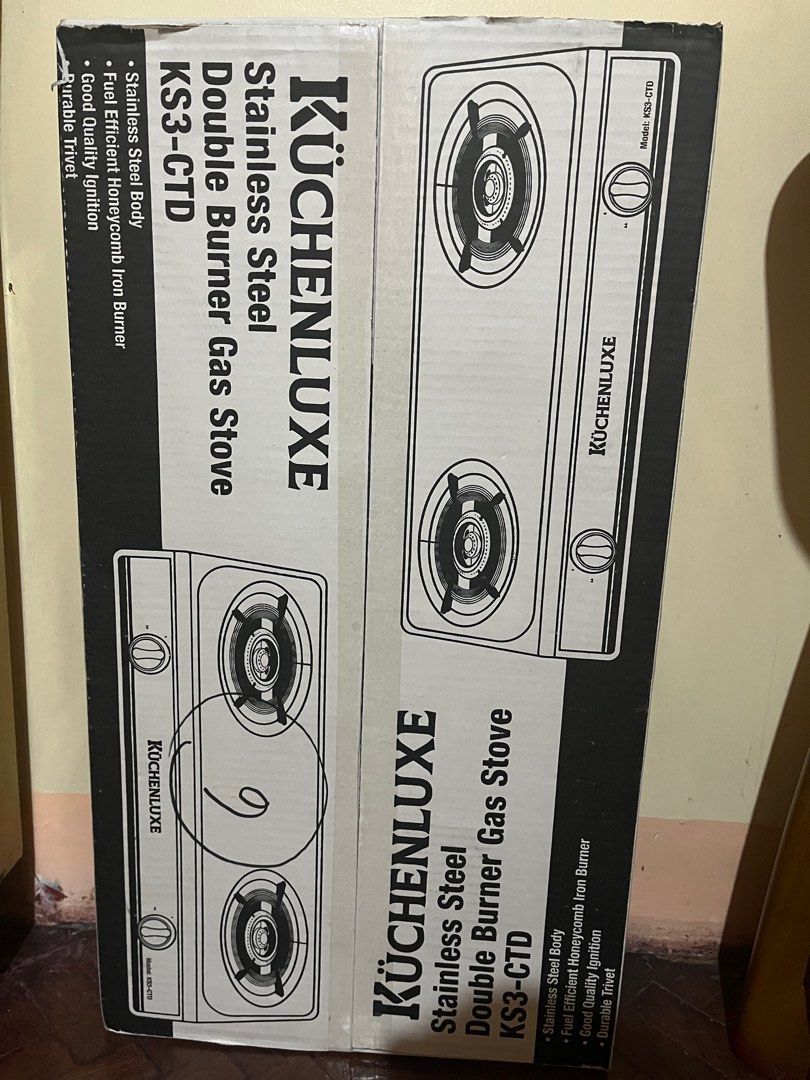 KÜCHENLUXE
Stainless Steel
Double Burner Gas Stove
KS3-CTD
• Stainless Steel Body
• Fuel Efficient Honeycomb Iron Burner
• Good Quality Ignition
• Durable Trivet
KÜCHENLUXE
Model: KS3-CTD
9
Model: KS3-CTD
KÜCHENLUXE
KÜCHENLUXE
Stainless Steel
Double Burner Gas Stove
KS3-CTD
• Stainless Steel Body
• Fuel Efficient Honeycomb Iron Burner
• Good Quality Ignition
• Durable Trivet